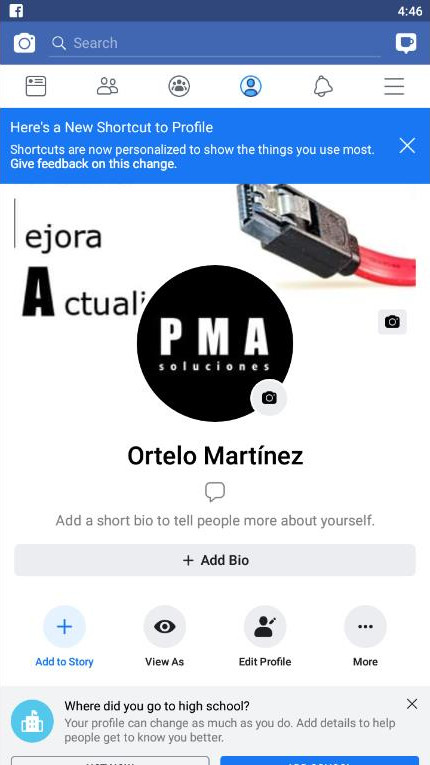 4:46
Search
Here's a New Shortcut to Profile
Shortcuts are now personalized to show the things you use most.
Give feedback on this change.
ejora
A ctuali
PMA
soluciones
Ortelo Martínez
Add a short bio to tell people more about yourself.
+ Add Bio
Add to Story
View As
Edit Profile
More
Where did you go to high school?
Your profile can change as much as you do. Add details to help
people get to know you better.